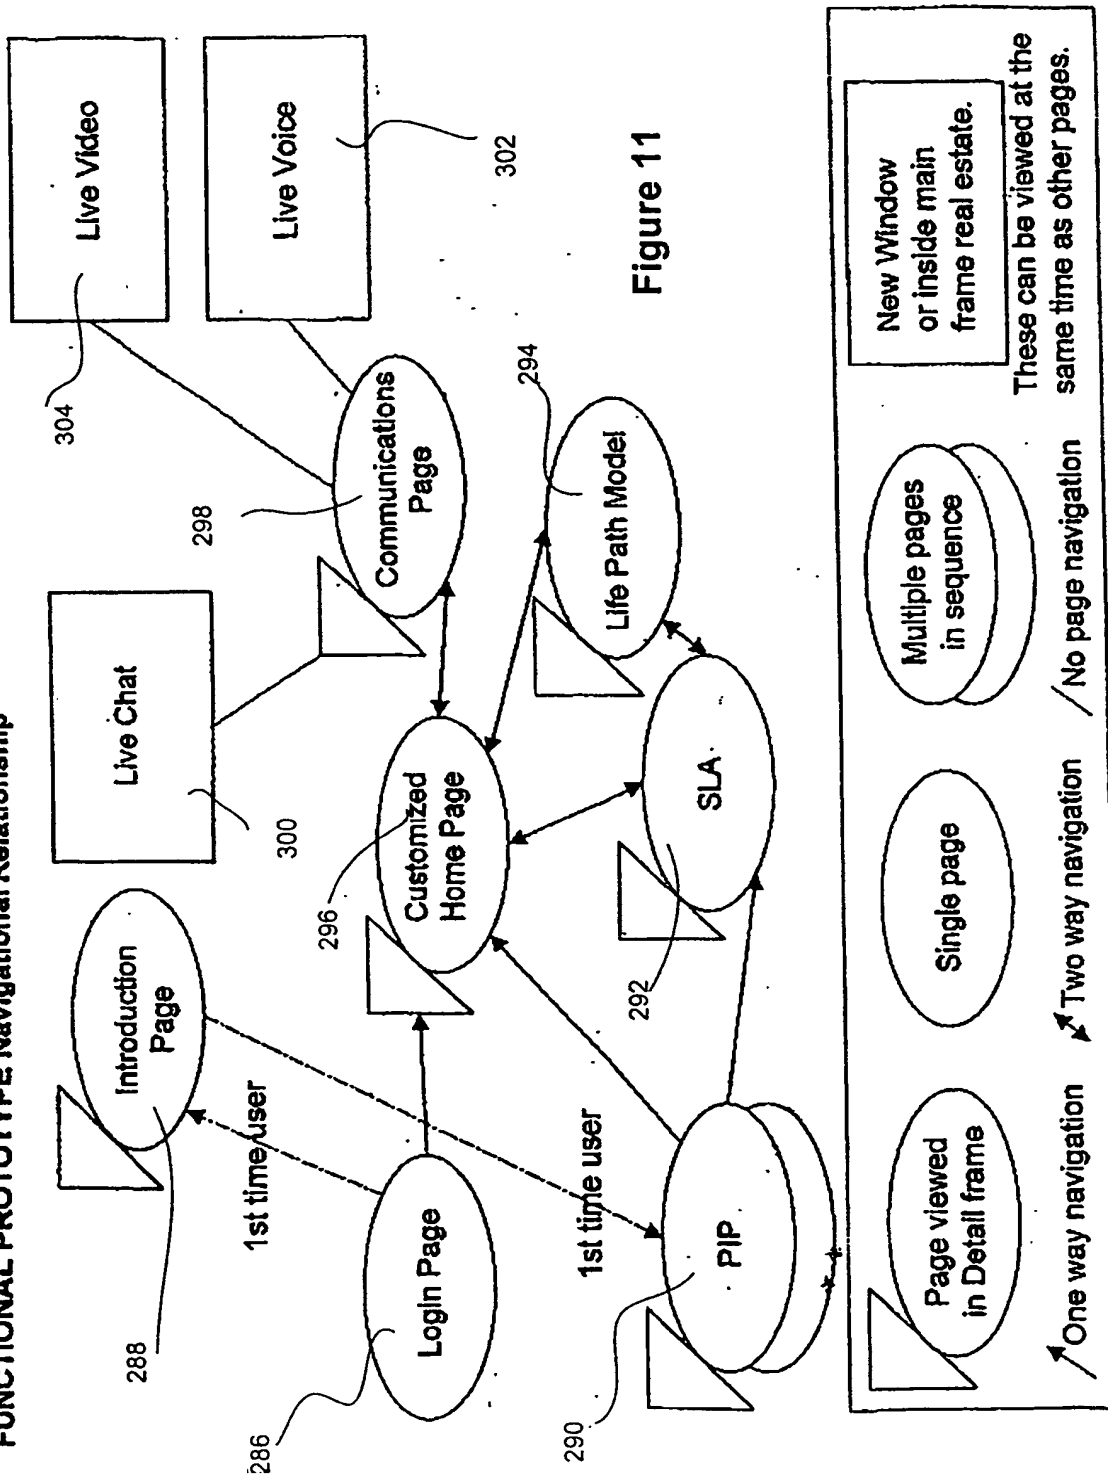 FUNCTIONAL PROTOTYPE Navigational Relationship
288
Introduction
Page
Live Chat
300
304
Live Video
Live Voice
302
298
Communications
Page
1st time user
296
Customized
Home Page
286
Login Page
294
Life Path Model
Figure 11
1st time user
292
SLA
290
PIP
Page viewed
in Detail frame
Single page
Multiple pages
in sequence
New Window
or inside main
frame real estate.
These can be viewed at the
same time as other pages.
One way navigation
Two way navigation
No page navigation